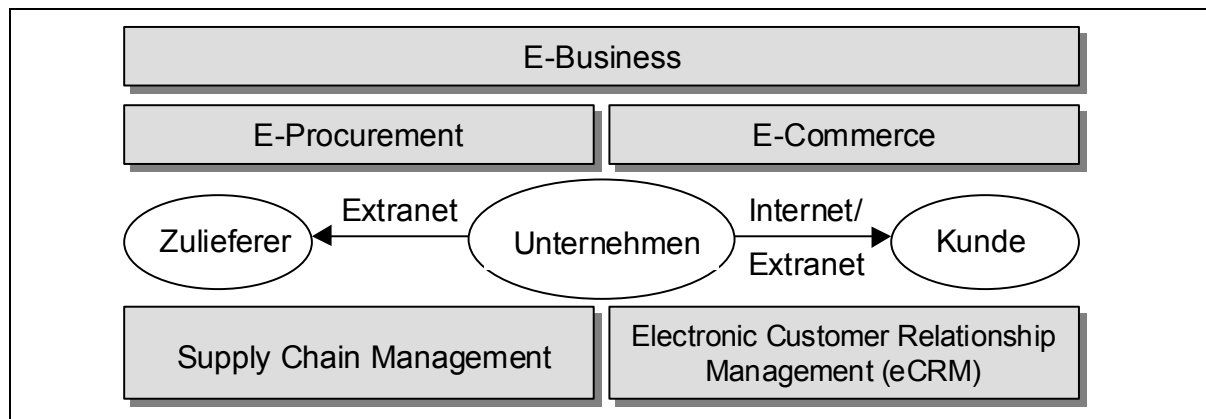 E-Business
E-Procurement
E-Commerce
Extranet
Internet/
Zulieferer
Unternehmen
Kunde
Extranet
Supply Chain Management
Electronic Customer Relationship
Management (eCRM)